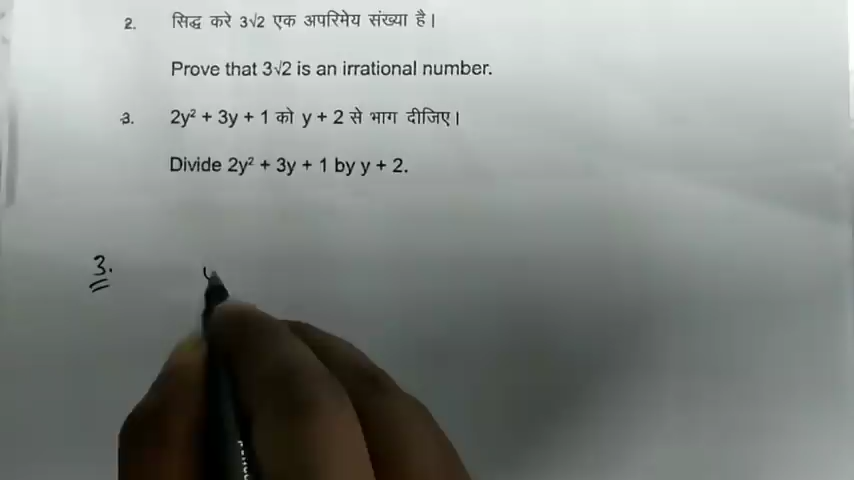 2. सिद्ध करे 3√2 एक अपरिमेय संख्या है।
Prove that 3√2 is an irrational number.
3. 2y² + 3y + 1 को y + 2 से भाग दीजिए।
Divide 2y² + 3y + 1 by y + 2.
3.